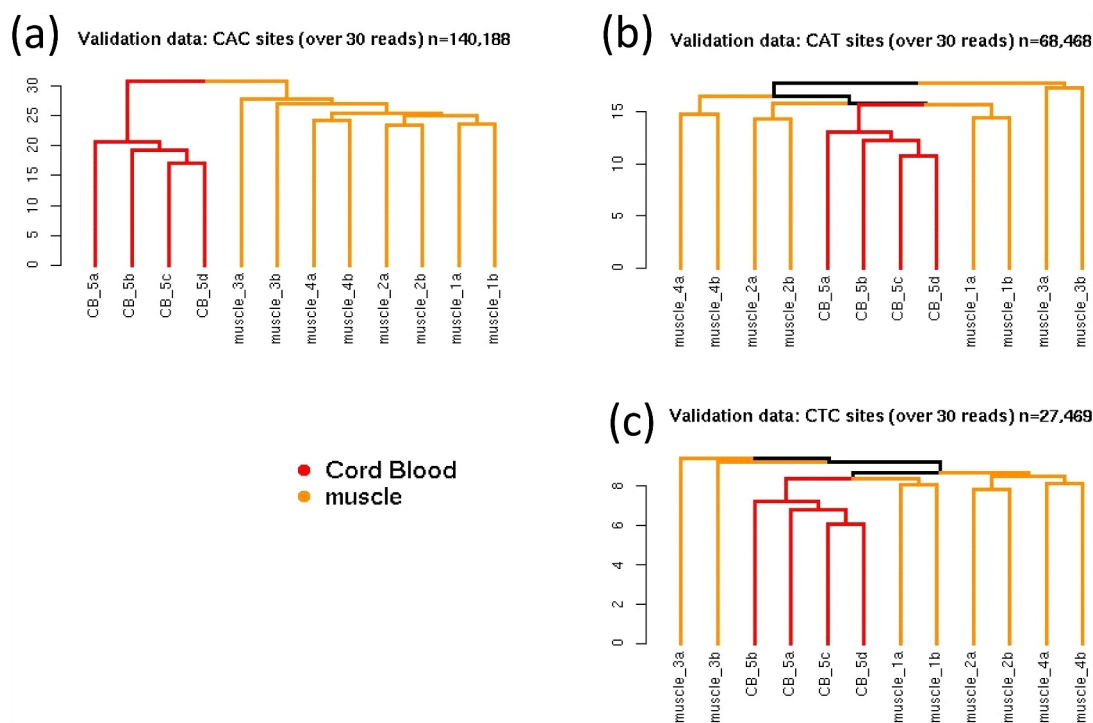 (a)
Validation data: CAC sites (over 30 reads) n=140,188
30
25
20
15
10
5
0
CB_5a
CB_5b
CB_5c
CB_5d
muscle_3a
muscle_3b
muscle_4a
muscle_4b
muscle_2a
muscle_2b
muscle_1a
muscle_1b
(b)
Validation data: CAT sites (over 30 reads) n=68,468
15
10
5
0
muscle_4a
muscle_4b
muscle_2a
muscle_2b
CB_5a
CB_5b
CB_5c
CB_5d
muscle_1a
muscle_1b
muscle_3a
muscle_3b
Cord Blood
muscle
(c)
Validation data: CTC sites (over 30 reads) n=27,469
8
6
4
2
0
muscle_3a
muscle_3b
CB_5b
CB_5a
CB_5c
CB_5d
muscle_1a
muscle_1b
muscle_2a
muscle_2b
muscle_4a
muscle_4b